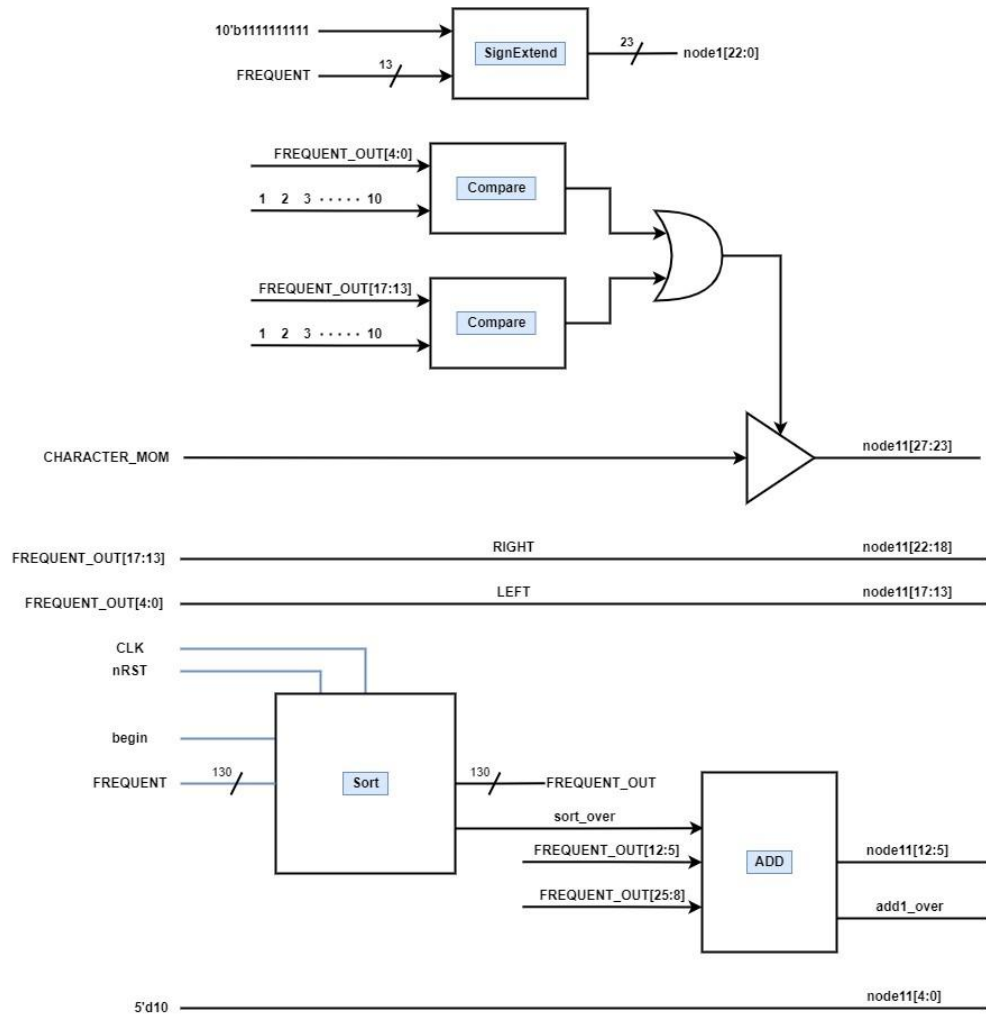 10'b1111111111
SignExtend
23
node1[22:0]
FREQUENT
13
FREQUENT_OUT[4:0]
1 2 3 ····· 10
Compare
FREQUENT_OUT[17:13]
1 2 3 ····· 10
Compare
CHARACTER_MOM
node11[27:23]
FREQUENT_OUT[17:13]
RIGHT
node11[22:18]
FREQUENT_OUT[4:0]
LEFT
node11[17:13]
CLK
nRST
begin
FREQUENT
130
Sort
130
FREQUENT_OUT
sort_over
FREQUENT_OUT[12:5]
ADD
node11[12:5]
FREQUENT_OUT[25:8]
add1_over
5'd10
node11[4:0]